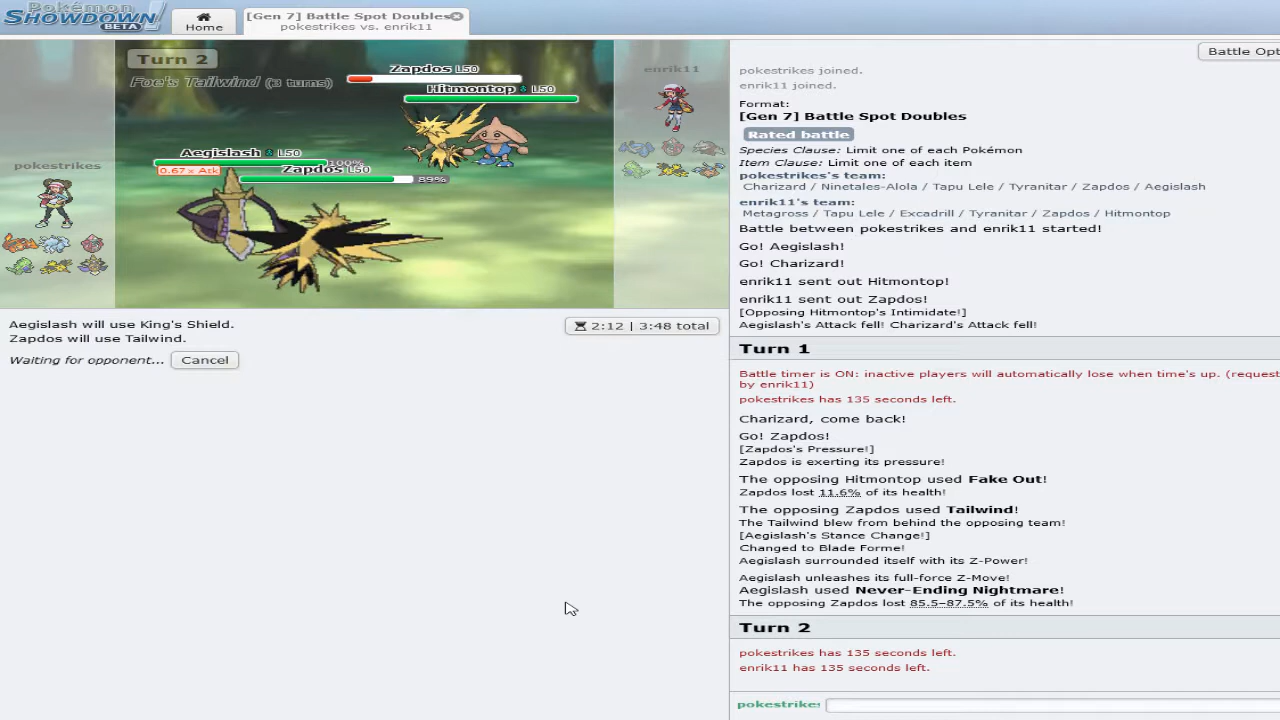 Pokémon
SHOWDOWN
BETA
Home
[Gen 7] Battle Spot Doubles
pokestrikes vs. enrik11
Battle Opt
Turn 2
Foe's Tailwind (3 turns)
Zapdos L50
Hitmontop L50
enrik11
pokestrikes
Aegislash L50
100%
0.67× Atk
Zapdos L50
89%
Aegislash will use King's Shield.
Zapdos will use Tailwind.
Waiting for opponent... Cancel
2:12 | 3:48 total
pokestrikes joined.
enrik11 joined.
Format:
[Gen 7] Battle Spot Doubles
Rated battle
Species Clause: Limit one of each Pokémon
Item Clause: Limit one of each item
pokestrikes's team:
Charizard / Ninetales-Alola / Tapu Lele / Tyranitar / Zapdos / Aegislash
enrik11's team:
Metagross / Tapu Lele / Excadrill / Tyranitar / Zapdos / Hitmontop
Battle between pokestrikes and enrik11 started!
Go! Aegislash!
Go! Charizard!
enrik11 sent out Hitmontop!
enrik11 sent out Zapdos!
[Opposing Hitmontop's Intimidate!]
Aegislash's Attack fell! Charizard's Attack fell!
Turn 1
Battle timer is ON: inactive players will automatically lose when time's up. (request
by enrik11)
pokestrikes has 135 seconds left.
Charizard, come back!
Go! Zapdos!
[Zapdos's Pressure!]
Zapdos is exerting its pressure!
The opposing Hitmontop used Fake Out!
Zapdos lost 11.6% of its health!
The opposing Zapdos used Tailwind!
The Tailwind blew from behind the opposing team!
[Aegislash's Stance Change!]
Changed to Blade Forme!
Aegislash surrounded itself with its Z-Power!
Aegislash unleashes its full-force Z-Move!
Aegislash used Never-Ending Nightmare!
The opposing Zapdos lost 85.5–87.5% of its health!
Turn 2
pokestrikes has 135 seconds left.
enrik11 has 135 seconds left.
pokestrikes: